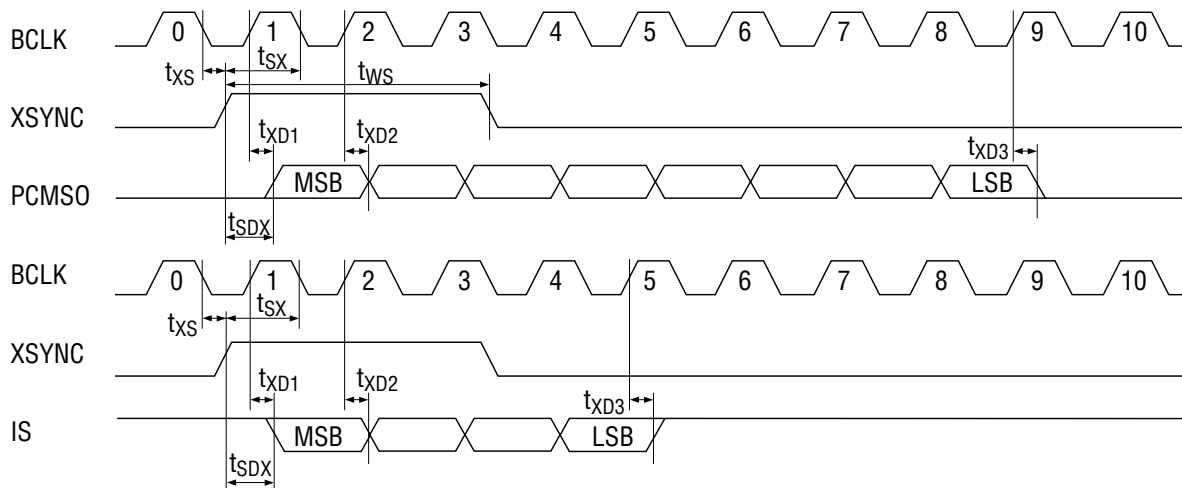 BCLK 0 1 2 3 4 5 6 7 8 9 10
tXS tSX tWS
XSYNC
tXD1 tXD2 tXD3
PCMSO MSB LSB
tSDX
BCLK 0 1 2 3 4 5 6 7 8 9 10
tXS tSX
XSYNC
tXD1 tXD2 tXD3
IS MSB LSB
tSDX